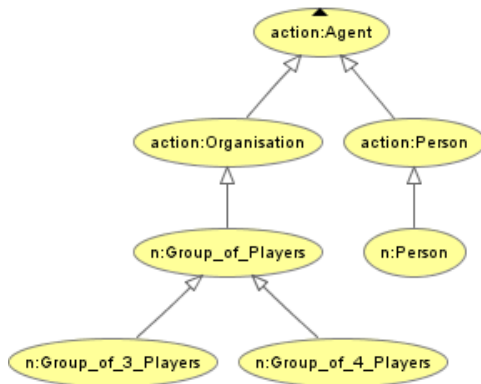 action:Agent
action:Organisation
action:Person
n:Group_of_Players
n:Person
n:Group_of_3_Players
n:Group_of_4_Players